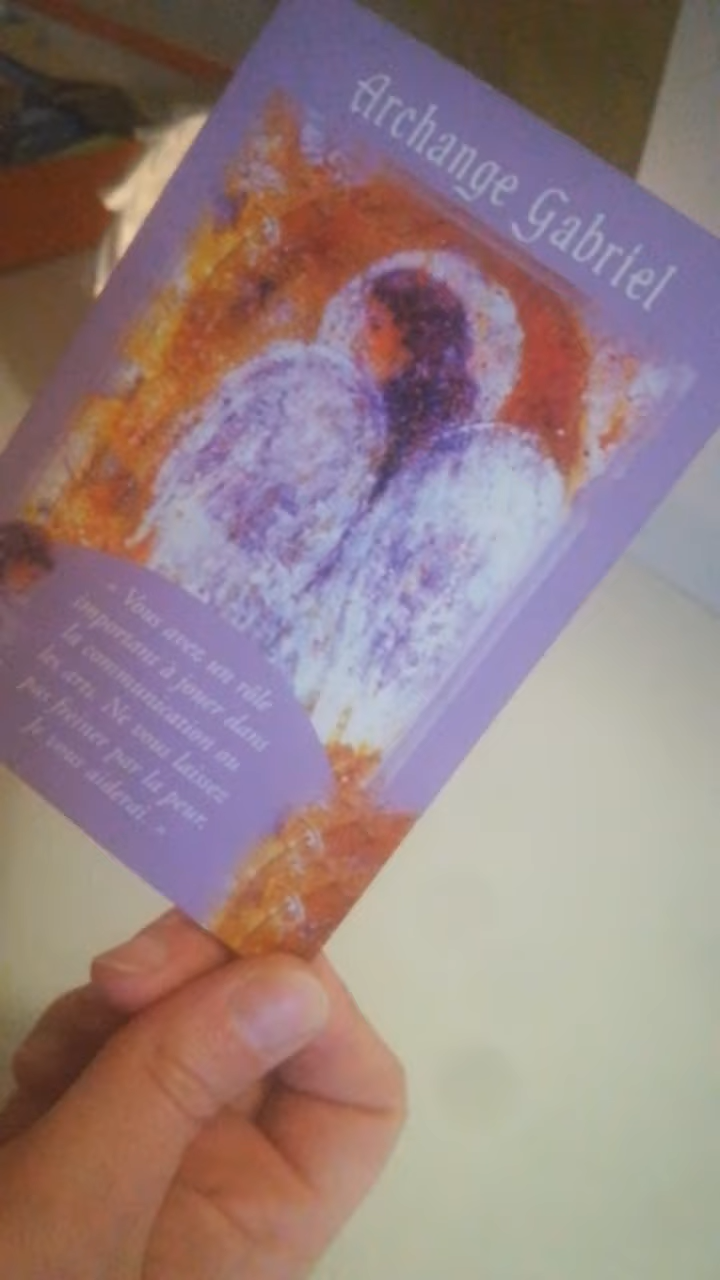 Archange Gabriel
« Vous avez un rôle
important à jouer dans
la communication ou
les arts. Ne vous laissez
pas freiner par la peur.
Je vous aiderai. »